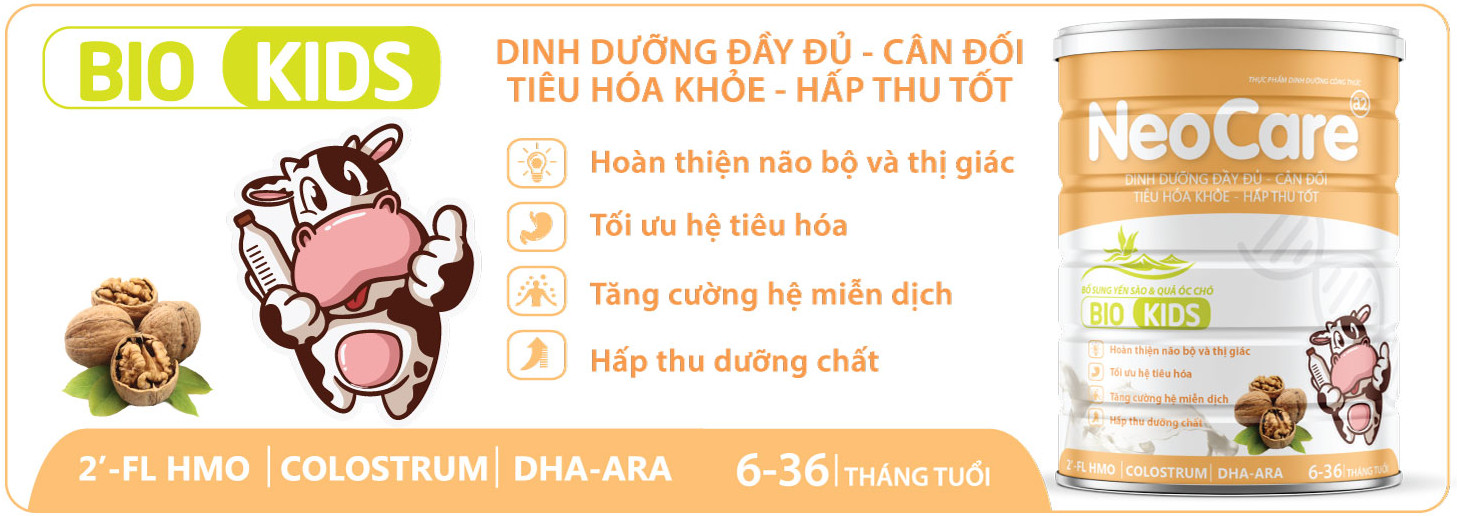 BIO KIDS
DINH DƯỠNG ĐẦY ĐỦ - CÂN ĐỐI
TIÊU HÓA KHỎE - HẤP THU TỐT
Hoàn thiện não bộ và thị giác
Tối ưu hệ tiêu hóa
Tăng cường hệ miễn dịch
Hấp thu dưỡng chất
2’-FL HMO | COLOSTRUM | DHA-ARA
6-36 | THÁNG TUỔI
THỰC PHẨM DINH DƯỠNG CÔNG THỨC
NeoCare a2
DINH DƯỠNG ĐẦY ĐỦ - CÂN ĐỐI
TIÊU HÓA KHỎE - HẤP THU TỐT
BỔ SUNG YẾN SÀO & QUẢ ÓC CHÓ
BIO KIDS
Hoàn thiện não bộ và thị giác
Tối ưu hệ tiêu hóa
Tăng cường hệ miễn dịch
Hấp thu dưỡng chất
2'-FL HMO | COLOSTRUM | DHA-ARA
6-36 | THÁNG TUỔI